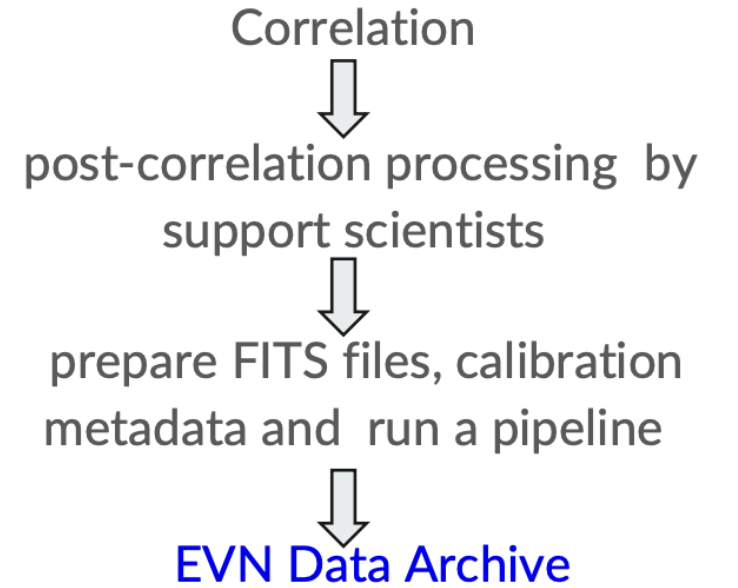 Correlation
post-correlation processing by
support scientists
prepare FITS files, calibration
metadata and run a pipeline
EVN Data Archive